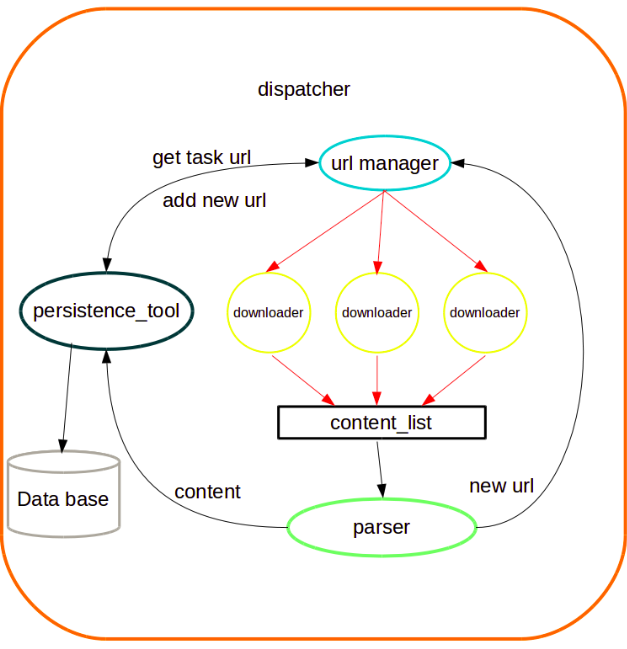 dispatcher
get task url
url manager
add new url
persistence_tool
downloader
downloader
downloader
content_list
content
new url
Data base
parser